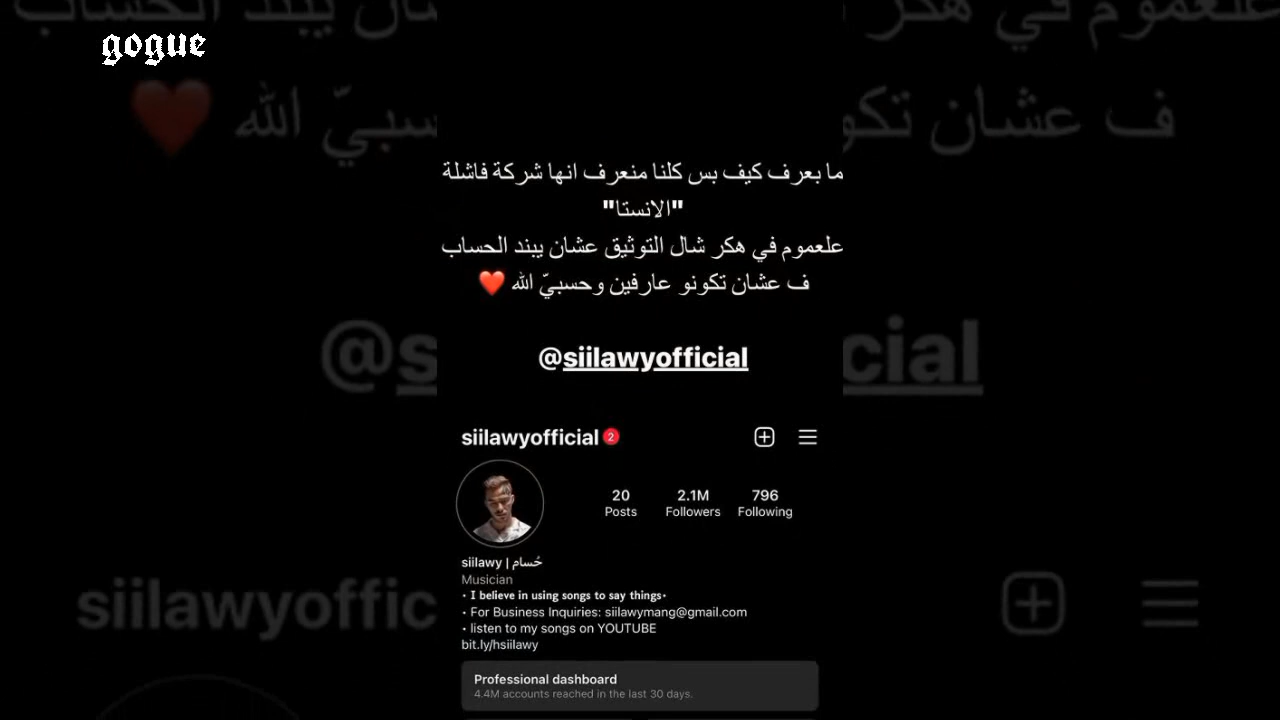 gogue
ما بعرف كيف بس كلنا منعرف انها شركة فاشلة
"الانستا"
علعموم في هكر شال التوثيق عشان يبند الحساب
ف عشان تكونو عارفين وحسبيّ الله ❤️
@siilawyofficial
siilawyofficial 2
20 2.1M 796
Posts Followers Following
siilawy | حُسام
Musician
• I believe in using songs to say things•
• For Business Inquiries: siilawymang@gmail.com
• listen to my songs on YOUTUBE
bit.ly/hsiilawy
Professional dashboard
4.4M accounts reached in the last 30 days.